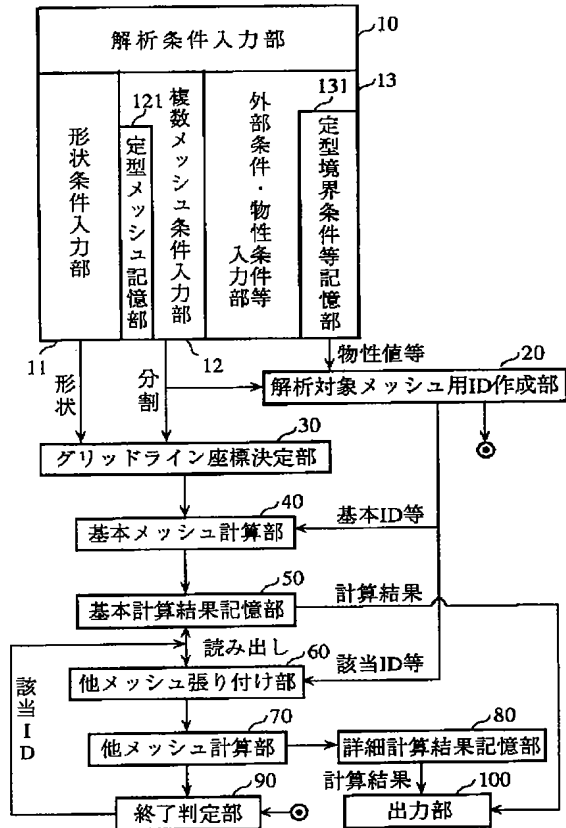 解析条件入力部
10
13
形状条件入力部
121
定型メッシュ記憶部
複数メッシュ条件入力部
外部条件・物性条件等
入力部
131
定型境界条件等記憶部
11
12
形状
分割
物性値等
20
解析対象メッシュ用ID作成部
30
グリッドライン座標決定部
40
基本メッシュ計算部
基本ID等
50
基本計算結果記憶部
計算結果
読み出し
60
他メッシュ張り付け部
該当ID等
該当ID
70
他メッシュ計算部
80
詳細計算結果記憶部
計算結果
90
終了判定部
100
出力部